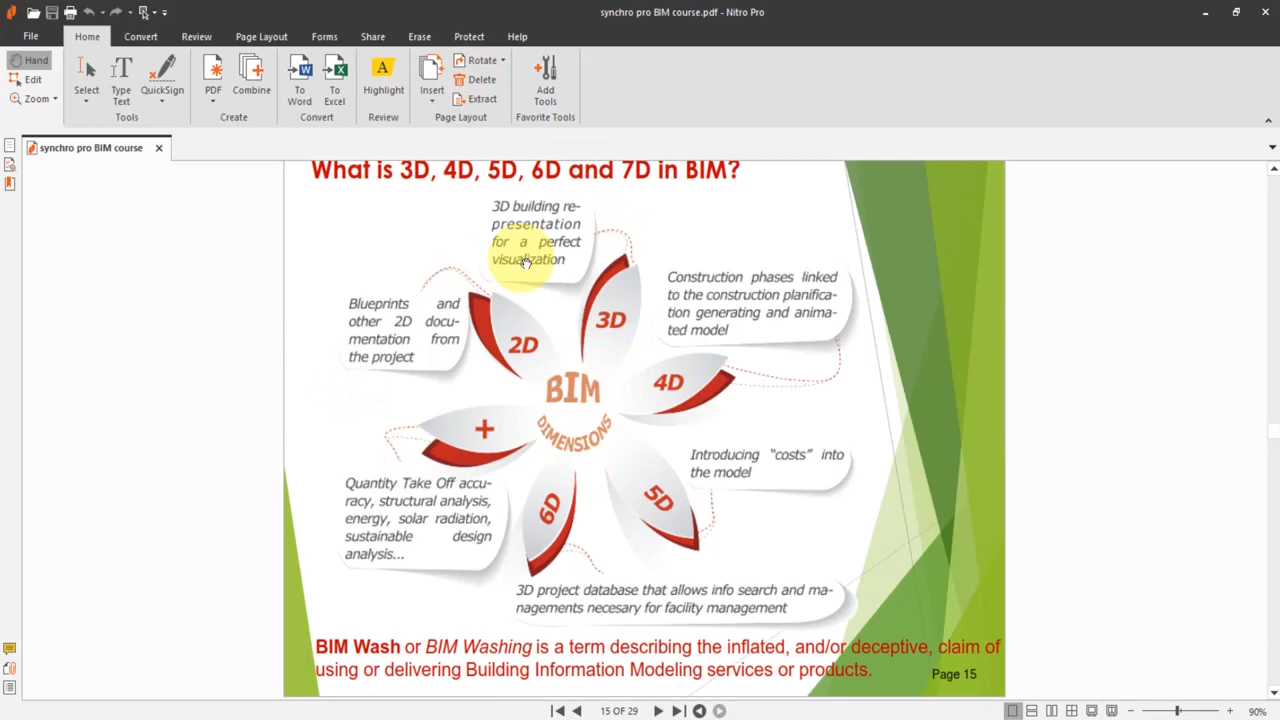 synchro pro BIM course.pdf - Nitro Pro
File Home Convert Review Page Layout Forms Share Erase Protect Help
Hand
Edit
Zoom
Select
Type Text
QuickSign
Tools
PDF
Combine
Create
To Word
To Excel
Convert
Highlight
Review
Insert
Rotate
Delete
Extract
Page Layout
Add Tools
Favorite Tools
synchro pro BIM course
What is 3D, 4D, 5D, 6D and 7D in BIM?
3D building re-
presentation
for a perfect
visualization
Construction phases linked
to the construction planifica-
tion generating and anima-
ted model
Blueprints and
other 2D docu-
mentation from
the project
2D
3D
4D
BIM
DIMENSIONS
+
5D
6D
Introducing "costs" into
the model
Quantity Take Off accu-
racy, structural analysis,
energy, solar radiation,
sustainable design
analysis...
3D project database that allows info search and ma-
nagements necesary for facility management
BIM Wash or BIM Washing is a term describing the inflated, and/or deceptive, claim of
using or delivering Building Information Modeling services or products.
Page 15
15 OF 29
90%